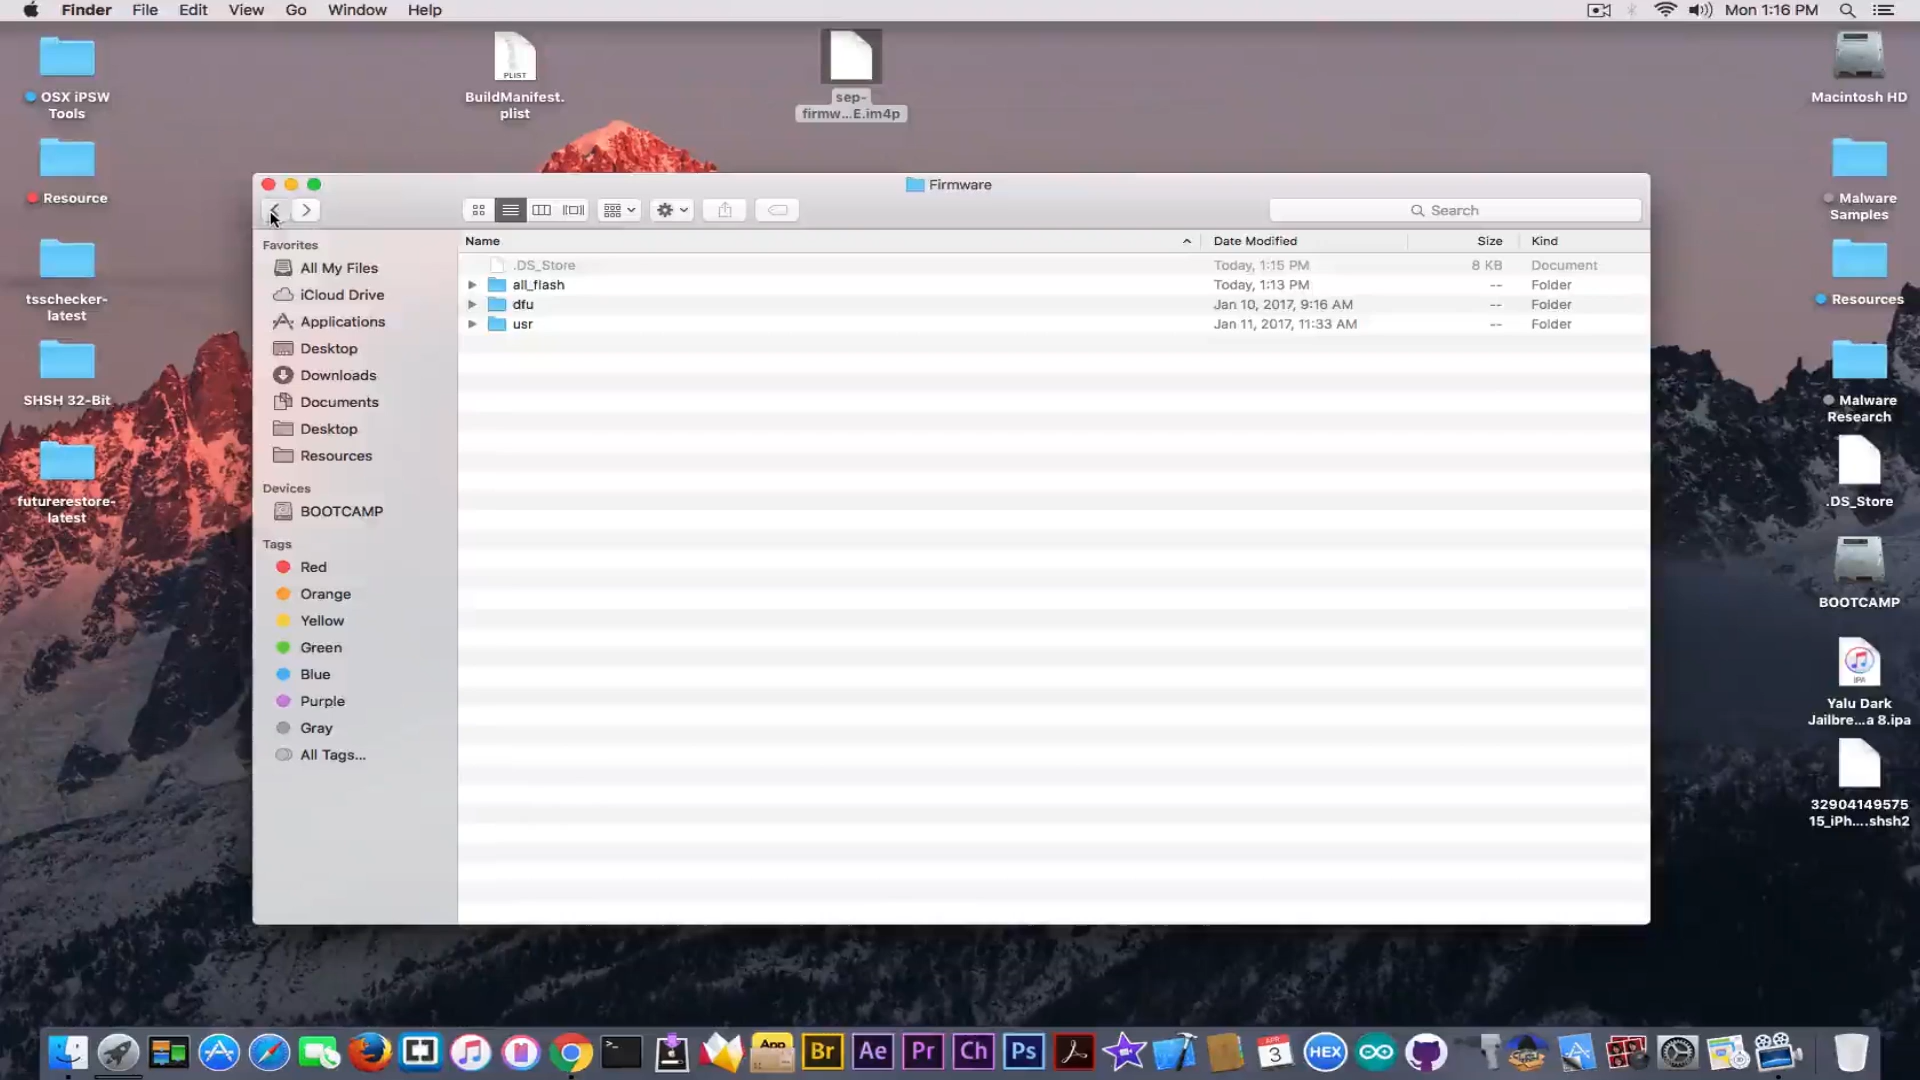 Finder File Edit View Go Window Help
Mon 1:16 PM
OSX iPSW
Tools
Resource
tsschecker-
latest
SHSH 32-Bit
futurerestore-
latest
PLIST
BuildManifest.
plist
sep-
firmw...E.im4p
Firmware
Search
Favorites
All My Files
iCloud Drive
Applications
Desktop
Downloads
Documents
Desktop
Resources
Devices
BOOTCAMP
Tags
Red
Orange
Yellow
Green
Blue
Purple
Gray
All Tags...
Name Date Modified Size Kind
.DS_Store Today, 1:15 PM 8 KB Document
all_flash Today, 1:13 PM -- Folder
dfu Jan 10, 2017, 9:16 AM -- Folder
usr Jan 11, 2017, 11:33 AM -- Folder
Macintosh HD
Malware
Samples
Resources
Malware
Research
.DS_Store
BOOTCAMP
IPA
Yalu Dark
Jailbre...a 8.ipa
32904149575
15_iPh....shsh2
App
Br
Ae
Pr
Ch
Ps
APR
3
HEX